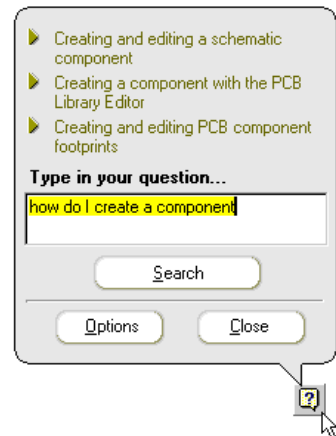 Creating and editing a schematic
component
Creating a component with the PCB
Library Editor
Creating and editing PCB component
footprints
Type in your question...
how do I create a component
Search
Options Close
?